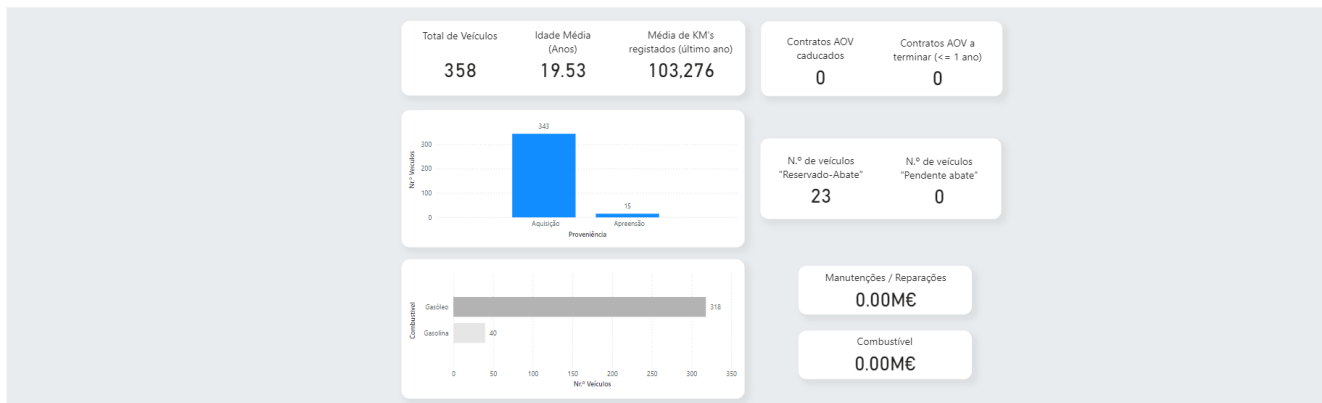 Total de Veículos
358
Idade Média
(Anos)
19.53
Média de KM's
registados (último ano)
103,276
Contratos AOV
caducados
0
Contratos AOV a
terminar (<= 1 ano)
0
Nr.º Veículos
300
200
100
0
343
15
Aquisição
Apreensão
Proveniência
N.º de veículos
"Reservado-Abate"
23
N.º de veículos
"Pendente abate"
0
Combustível
Gasóleo
318
Gasolina
40
0 50 100 150 200 250 300 350
Nr.º Veículos
Manutenções / Reparações
0.00M€
Combustível
0.00M€